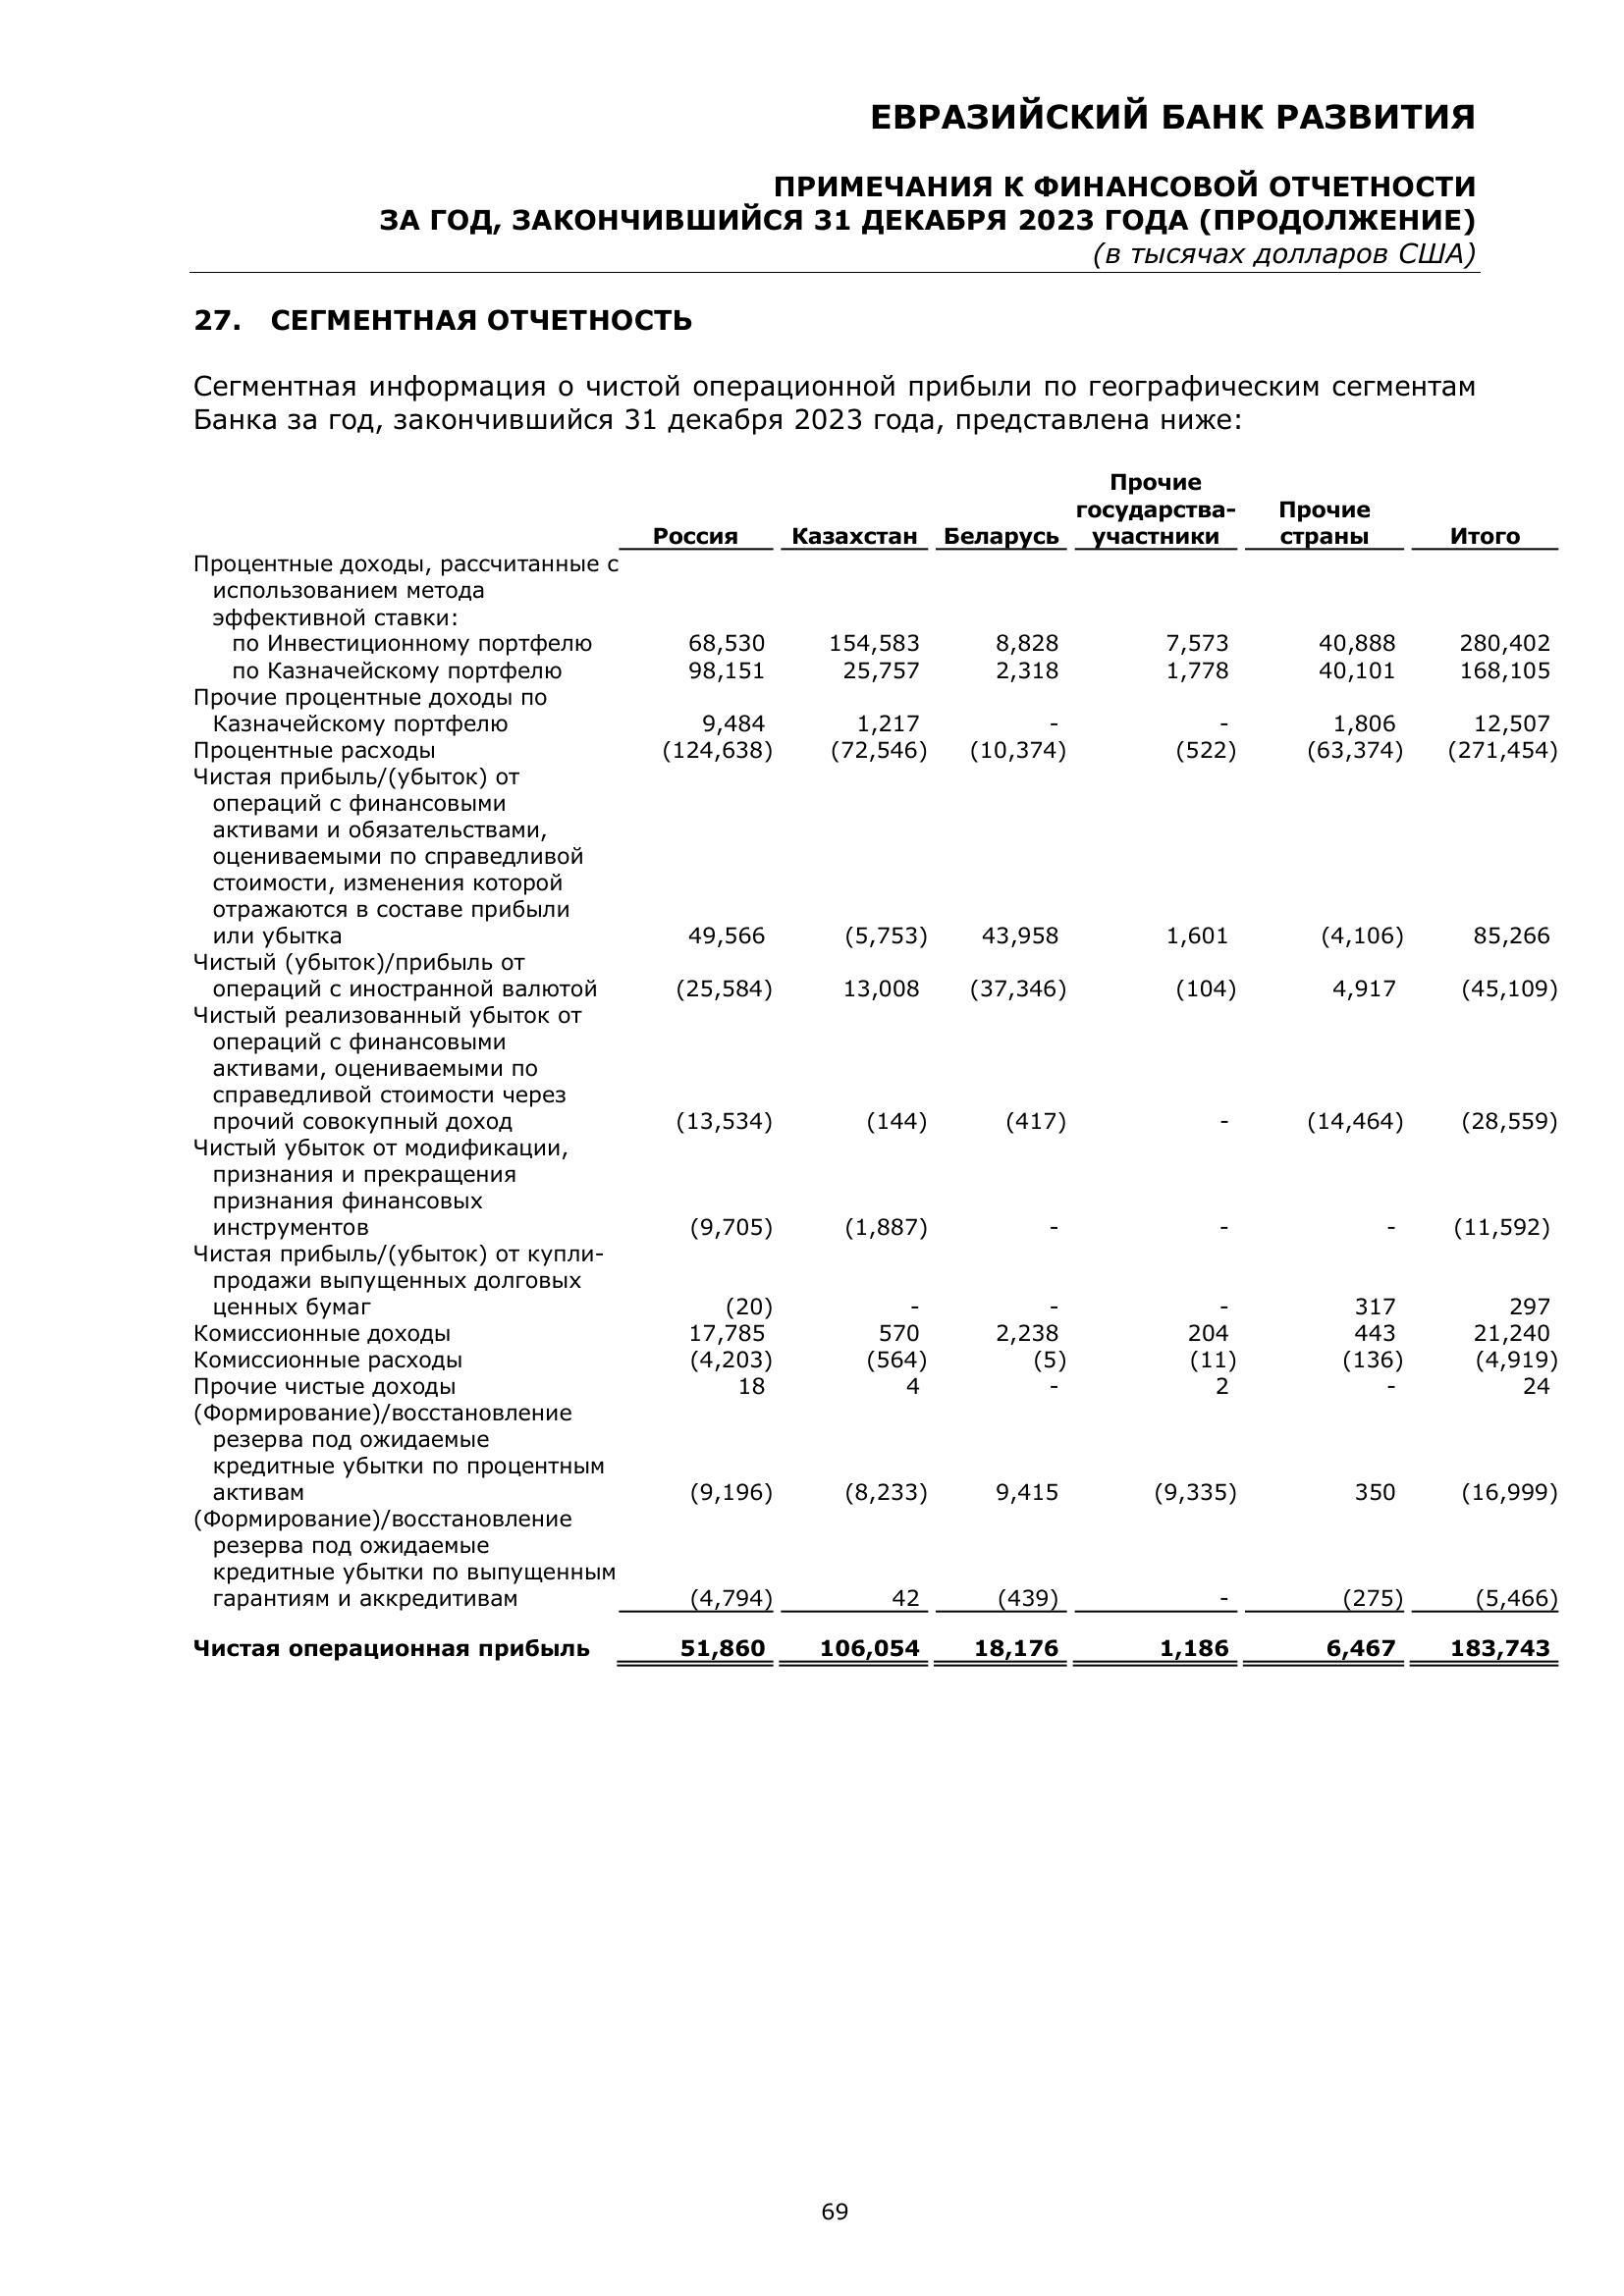 ЕВРАЗИЙСКИЙ БАНК РАЗВИТИЯ
ПРИМЕЧАНИЯ К ФИНАНСОВОЙ ОТЧЕТНОСТИ
ЗА ГОД, ЗАКОНЧИВШИЙСЯ 31 ДЕКАБРЯ 2023 ГОДА (ПРОДОЛЖЕНИЕ)
(в тысячах долларов США)
27. СЕГМЕНТНАЯ ОТЧЕТНОСТЬ
Сегментная информация о чистой операционной прибыли по географическим сегментам
Банка за год, закончившийся 31 декабря 2023 года, представлена ниже:
Прочие
государства- Прочие
Россия Казахстан Беларусь участники страны Итого
Процентные доходы, рассчитанные с
использованием метода
эффективной ставки:
по Инвестиционному портфелю 68,530 154,583 8,828 7,573 40,888 280,402
по Казначейскому портфелю 98,151 25,757 2,318 1,778 40,101 168,105
Прочие процентные доходы по
Казначейскому портфелю 9,484 1,217 - - 1,806 12,507
Процентные расходы (124,638) (72,546) (10,374) (522) (63,374) (271,454)
Чистая прибыль/(убыток) от
операций с финансовыми
активами и обязательствами,
оцениваемыми по справедливой
стоимости, изменения которой
отражаются в составе прибыли
или убытка 49,566 (5,753) 43,958 1,601 (4,106) 85,266
Чистый (убыток)/прибыль от
операций с иностранной валютой (25,584) 13,008 (37,346) (104) 4,917 (45,109)
Чистый реализованный убыток от
операций с финансовыми
активами, оцениваемыми по
справедливой стоимости через
прочий совокупный доход (13,534) (144) (417) - (14,464) (28,559)
Чистый убыток от модификации,
признания и прекращения
признания финансовых
инструментов (9,705) (1,887) - - - (11,592)
Чистая прибыль/(убыток) от купли-
продажи выпущенных долговых
ценных бумаг (20) - - - 317 297
Комиссионные доходы 17,785 570 2,238 204 443 21,240
Комиссионные расходы (4,203) (564) (5) (11) (136) (4,919)
Прочие чистые доходы 18 4 - 2 - 24
(Формирование)/восстановление
резерва под ожидаемые
кредитные убытки по процентным
активам (9,196) (8,233) 9,415 (9,335) 350 (16,999)
(Формирование)/восстановление
резерва под ожидаемые
кредитные убытки по выпущенным
гарантиям и аккредитивам (4,794) 42 (439) - (275) (5,466)
Чистая операционная прибыль 51,860 106,054 18,176 1,186 6,467 183,743
69